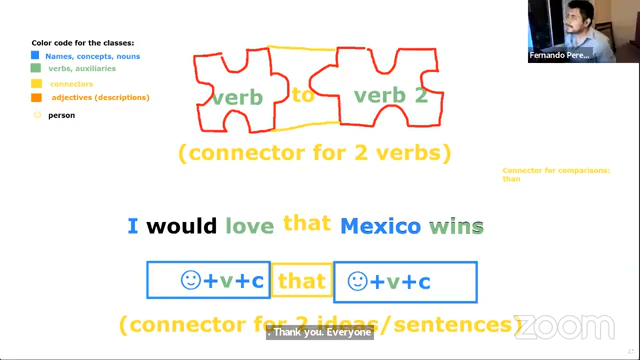 Color code for the classes:
Names, concepts, nouns
verbs, auxiliaries
connectors
adjectives (descriptions)
☺ person
verb to verb 2
(connector for 2 verbs)
Connector for comparisons:
than
I would love that Mexico wins
☺+v+c that ☺+v+c
(connector for 2 ideas/sentences)
. Thank you. Everyone
Fernando Pere...
zoom